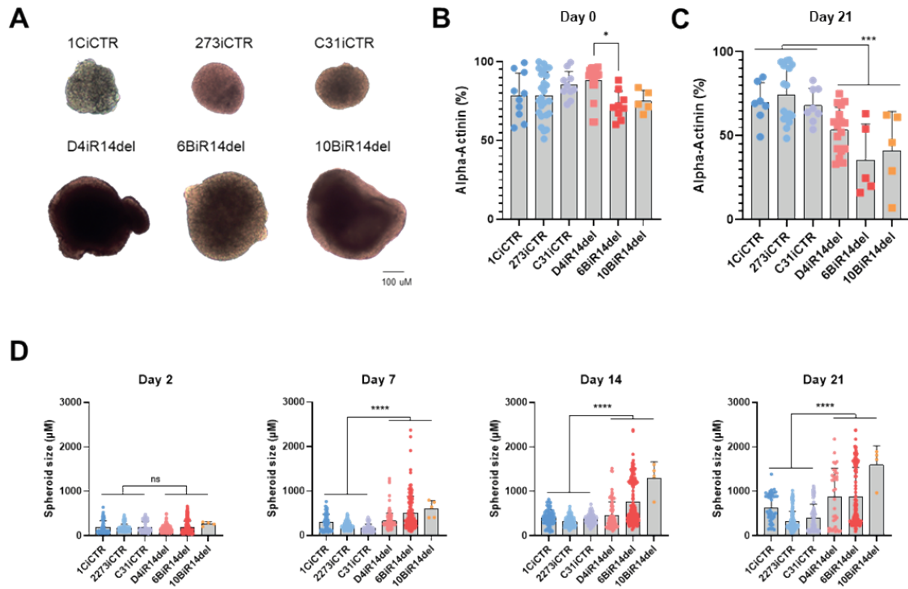 A
1CiCTR
273iCTR
C31iCTR
D4iR14del
6BiR14del
10BiR14del
100 uM
B
Day 0
Alpha-Actinin (%)
100
50
0
*
1CiCTR
273iCTR
C31iCTR
D4iR14del
6BiR14del
10BiR14del
C
Day 21
Alpha-Actinin (%)
100
50
0
***
1CiCTR
273iCTR
C31iCTR
D4iR14del
6BiR14del
10BiR14del
D
Day 2
Spheroid size (µM)
3000
2000
1000
0
ns
1CiCTR
2273iCTR
C31iCTR
D4iR14del
6BiR14del
10BiR14del
Day 7
Spheroid size (µM)
3000
2000
1000
0
****
1CiCTR
2273iCTR
C31iCTR
D4iR14del
6BiR14del
10BiR14del
Day 14
Spheroid size (µM)
3000
2000
1000
0
****
1CiCTR
2273iCTR
C31iCTR
D4iR14del
6BiR14del
10BiR14del
Day 21
Spheroid size (µM)
3000
2000
1000
0
****
1CiCTR
2273iCTR
C31iCTR
D4iR14del
6BiR14del
10BiR14del